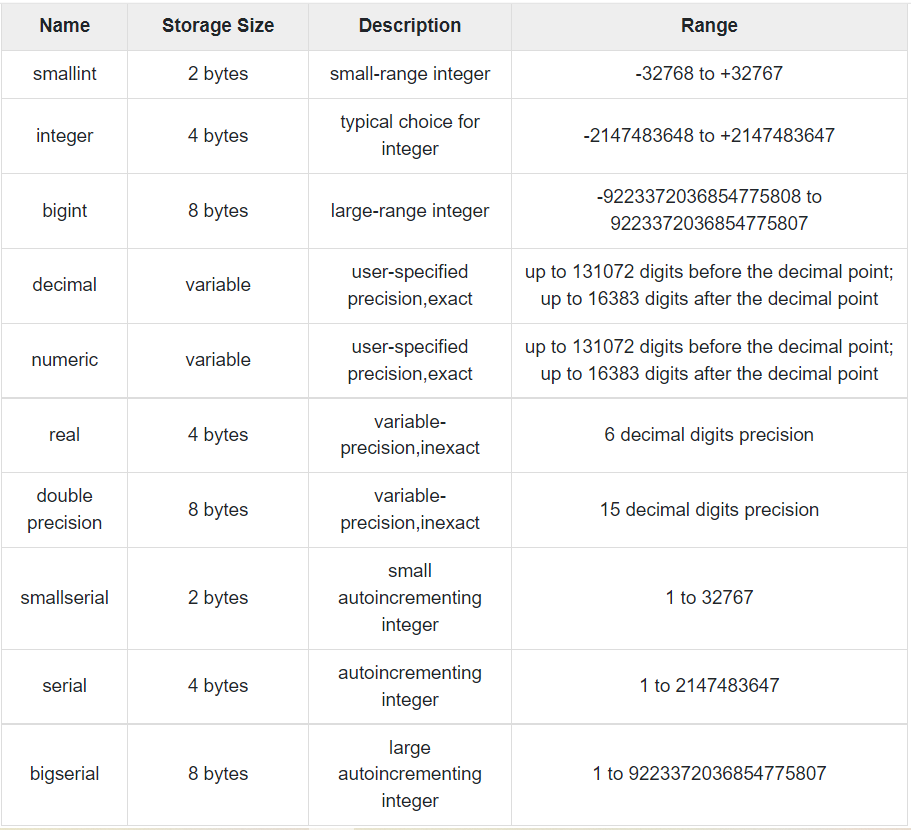 Name Storage Size Description Range
smallint 2 bytes small-range integer -32768 to +32767
integer 4 bytes typical choice for
integer -2147483648 to +2147483647
bigint 8 bytes large-range integer -9223372036854775808 to
9223372036854775807
decimal variable user-specified
precision,exact up to 131072 digits before the decimal point;
up to 16383 digits after the decimal point
numeric variable user-specified
precision,exact up to 131072 digits before the decimal point;
up to 16383 digits after the decimal point
real 4 bytes variable-
precision,inexact 6 decimal digits precision
double
precision 8 bytes variable-
precision,inexact 15 decimal digits precision
smallserial 2 bytes small
autoincrementing
integer 1 to 32767
serial 4 bytes autoincrementing
integer 1 to 2147483647
bigserial 8 bytes large
autoincrementing
integer 1 to 9223372036854775807